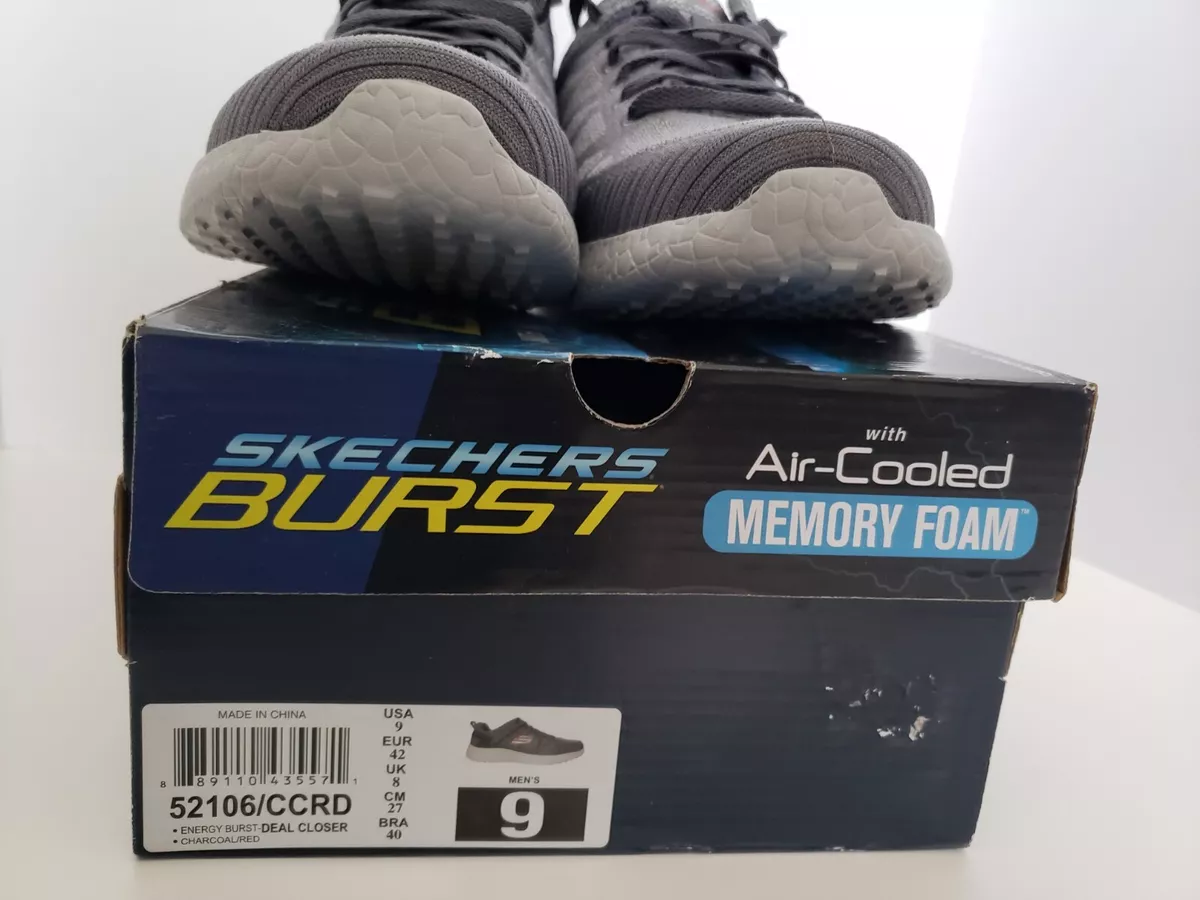 SKECHERS
BURST
with
Air-Cooled
MEMORY FOAM™
MADE IN CHINA
8 89110 43557 1
52106/CCRD
• ENERGY BURST-DEAL CLOSER
• CHARCOAL/RED
USA
9
EUR
42
UK
8
CM
27
BRA
40
MEN'S
9